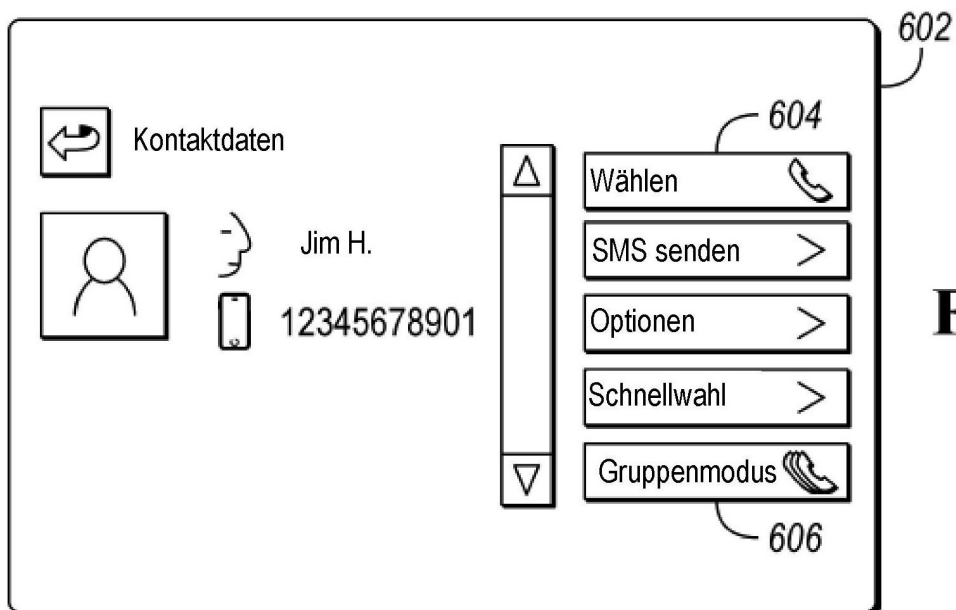 602
604
Kontaktdaten
Wählen
SMS senden
Jim H.
12345678901
Optionen
Schnellwahl
Gruppenmodus
606